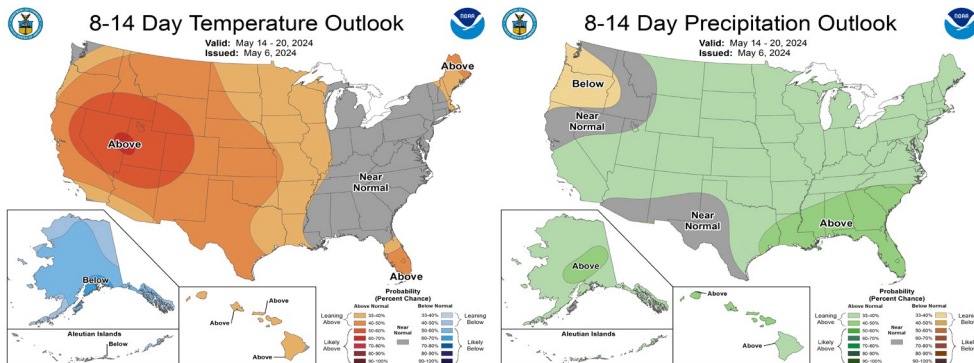 8-14 Day Temperature Outlook
Valid: May 14 - 20, 2024
Issued: May 6, 2024
NOAA
Above
Above
Near
Normal
Above
Below
Aleutian Islands
Below
Above
Above
Above
Probability
(Percent Chance)
Above Normal
Below Normal
Leaning
Above
Likely
Above
33-40%
40-50%
50-60%
60-70%
70-80%
80-90%
90-100%
Near
Normal
33-40%
40-50%
50-60%
60-70%
70-80%
80-90%
90-100%
Leaning
Below
Likely
Below
8-14 Day Precipitation Outlook
Valid: May 14 - 20, 2024
Issued: May 6, 2024
NOAA
Below
Near
Normal
Near
Normal
Above
Above
Aleutian Islands
Above
Above
Probability
(Percent Chance)
Above Normal
Below Normal
Leaning
Above
Likely
Above
33-40%
40-50%
50-60%
60-70%
70-80%
80-90%
90-100%
Near
Normal
33-40%
40-50%
50-60%
60-70%
70-80%
80-90%
90-100%
Leaning
Below
Likely
Below